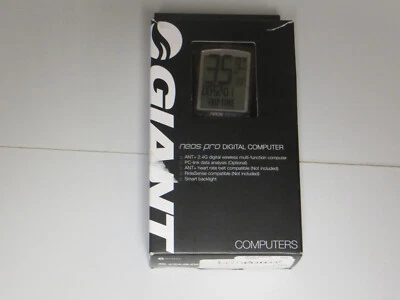 GIANT
neos pro DIGITAL COMPUTER
ANT+ 2.4G digital wireless multi function computer
PC-link data analysis (Optional)
ANT+ heart rate belt compatible (Not Included)
RideSense compatible (Not Included)
Smart backlight
COMPUTERS